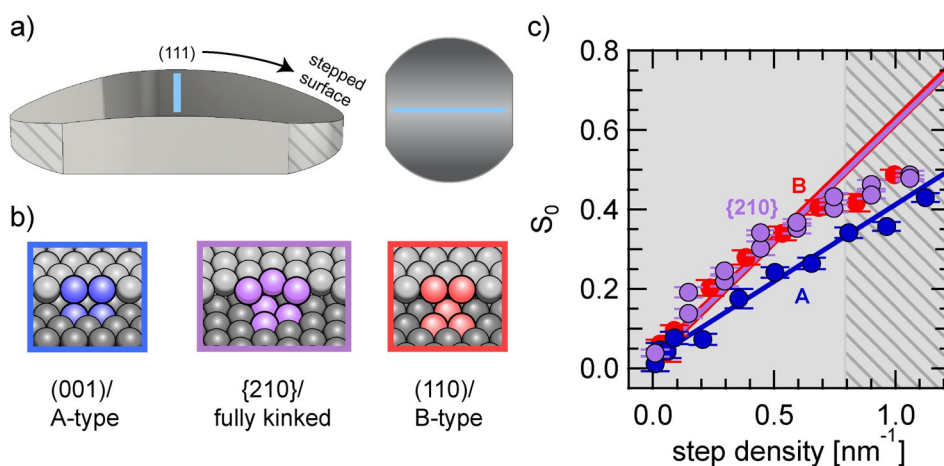 a)
(111)
stepped
surface
b)
(001)/
A-type
{210}/
fully kinked
(110)/
B-type
c)
S0
0.8
0.6
0.4
0.2
0.0
B
{210}
A
0.0
0.5
1.0
step density [nm⁻¹]